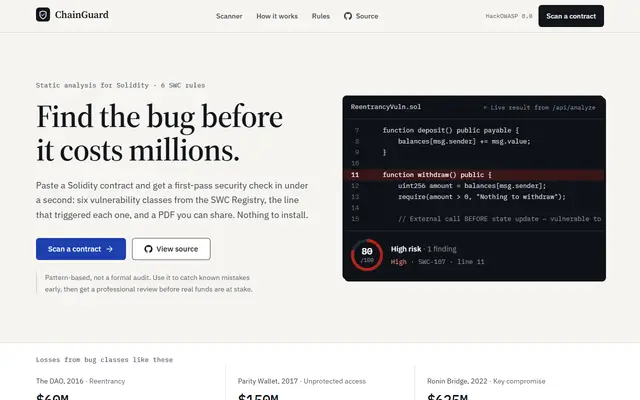 ChainGuard
Scanner
How it works
Rules
Source
HackOWASP 8.0
Scan a contract
Static analysis for Solidity · 6 SWC rules
Find the bug before
it costs millions.
Paste a Solidity contract and get a first-pass security check in under
a second: six vulnerability classes from the SWC Registry, the line
that triggered each one, and a PDF you can share. Nothing to install.
Scan a contract →
View source
Pattern-based, not a formal audit. Use it to catch known mistakes
early, then get a professional review before real funds are at stake.
ReentrancyVuln.sol
Live result from /api/analyze
7 function deposit() public payable {
8 balances[msg.sender] += msg.value;
9 }
10
11 function withdraw() public {
12 uint256 amount = balances[msg.sender];
13 require(amount > 0, "Nothing to withdraw");
14
15 // External call BEFORE state update — vulnerable to
80
/100
High risk · 1 finding
High · SWC-107 · line 11
Losses from bug classes like these
The DAO, 2016 · Reentrancy
$60M
Parity Wallet, 2017 · Unprotected access
$150M
Ronin Bridge, 2022 · Key compromise
$625M